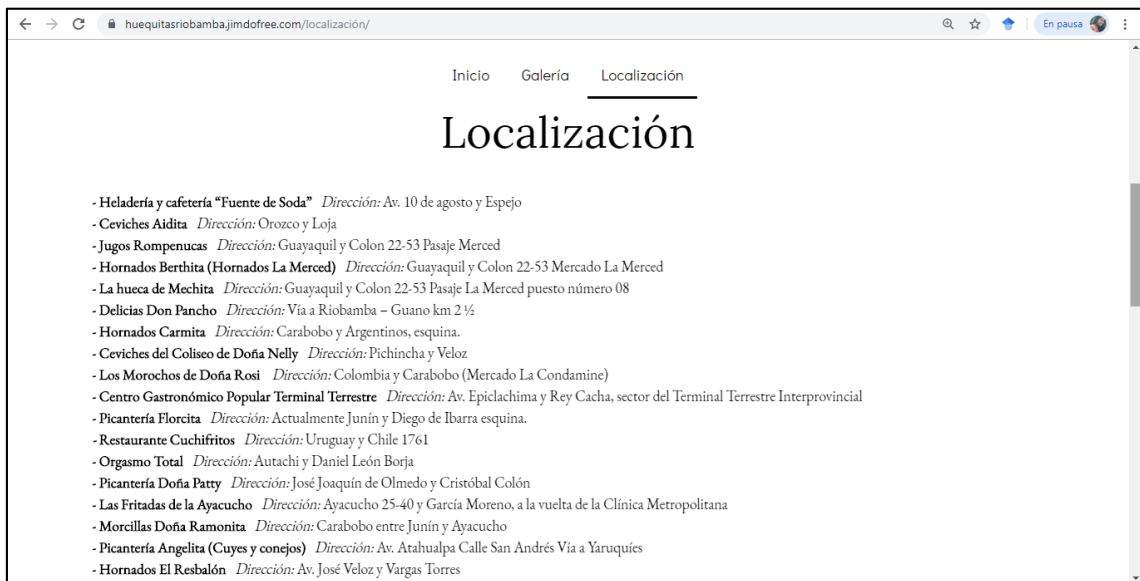 huequitasriobamba.jimdofree.com/localización/
En pausa
Inicio Galería Localización
Localización
- Heladería y cafetería “Fuente de Soda” Dirección: Av. 10 de agosto y Espejo
- Ceviches Aidita Dirección: Orozco y Loja
- Jugos Rompenucas Dirección: Guayaquil y Colon 22-53 Pasaje Merced
- Hornados Berthita (Hornados La Merced) Dirección: Guayaquil y Colon 22-53 Mercado La Merced
- La hueca de Mechita Dirección: Guayaquil y Colon 22-53 Pasaje La Merced puesto número 08
- Delicias Don Pancho Dirección: Vía a Riobamba – Guano km 2 ½
- Hornados Carmita Dirección: Carabobo y Argentinos, esquina.
- Ceviches del Coliseo de Doña Nelly Dirección: Pichincha y Veloz
- Los Morochos de Doña Rosi Dirección: Colombia y Carabobo (Mercado La Condamine)
- Centro Gastronómico Popular Terminal Terrestre Dirección: Av. Epiclachima y Rey Cacha, sector del Terminal Terrestre Interprovincial
- Picantería Florcita Dirección: Actualmente Junín y Diego de Ibarra esquina.
- Restaurante Cuchifritos Dirección: Uruguay y Chile 1761
- Orgasmo Total Dirección: Autachi y Daniel León Borja
- Picantería Doña Patty Dirección: José Joaquín de Olmedo y Cristóbal Colón
- Las Fritadas de la Ayacucho Dirección: Ayacucho 25-40 y García Moreno, a la vuelta de la Clínica Metropolitana
- Morcillas Doña Ramonita Dirección: Carabobo entre Junín y Ayacucho
- Picantería Angelita (Cuyes y conejos) Dirección: Av. Atahualpa Calle San Andrés Vía a Yaruquíes
- Hornados El Resbalón Dirección: Av. José Veloz y Vargas Torres